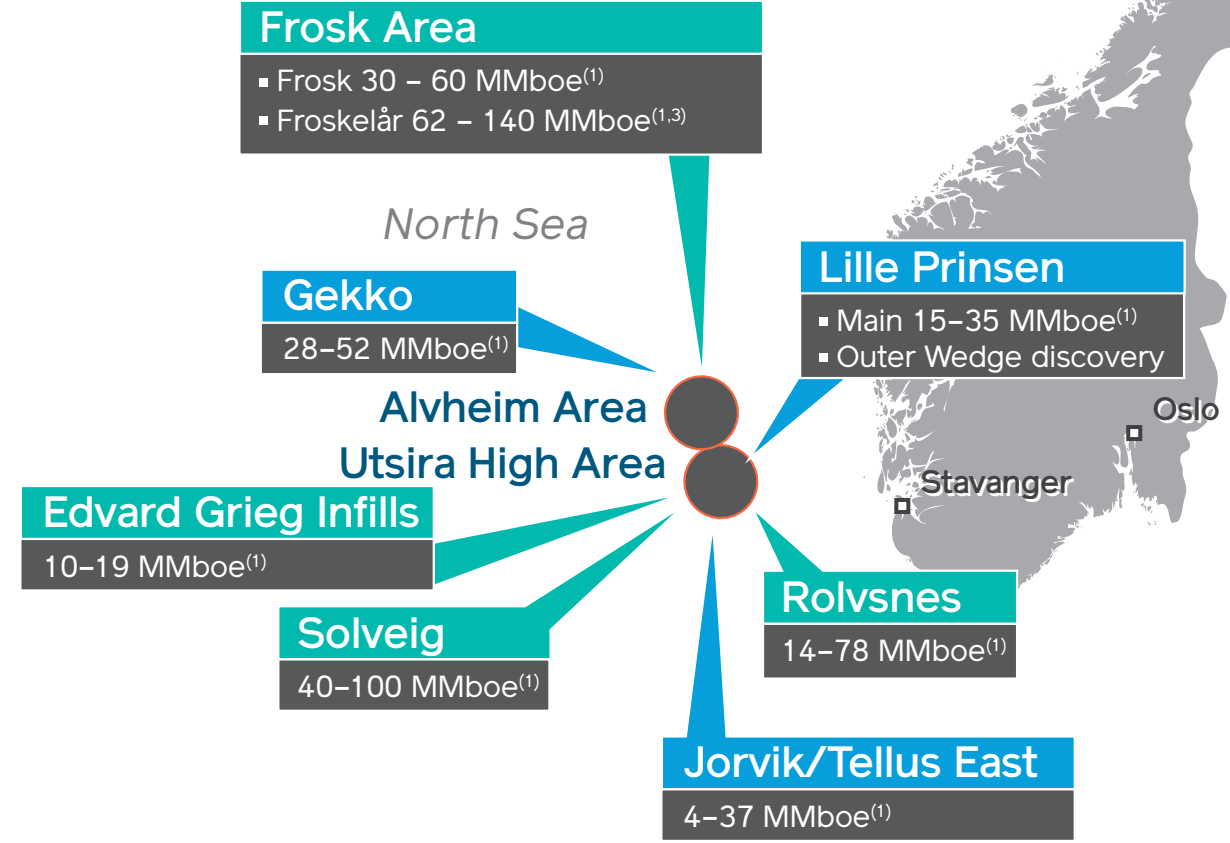 Frosk Area
▪ Frosk 30 – 60 MMboe(1)
▪ Froskelår 62 – 140 MMboe(1,3)
North Sea
Lille Prinsen
▪ Main 15–35 MMboe(1)
▪ Outer Wedge discovery
Gekko
28–52 MMboe(1)
Alvheim Area
Oslo
Utsira High Area
Stavanger
Edvard Grieg Infills
10–19 MMboe(1)
Rolvsnes
14–78 MMboe(1)
Solveig
40–100 MMboe(1)
Jorvik/Tellus East
4–37 MMboe(1)